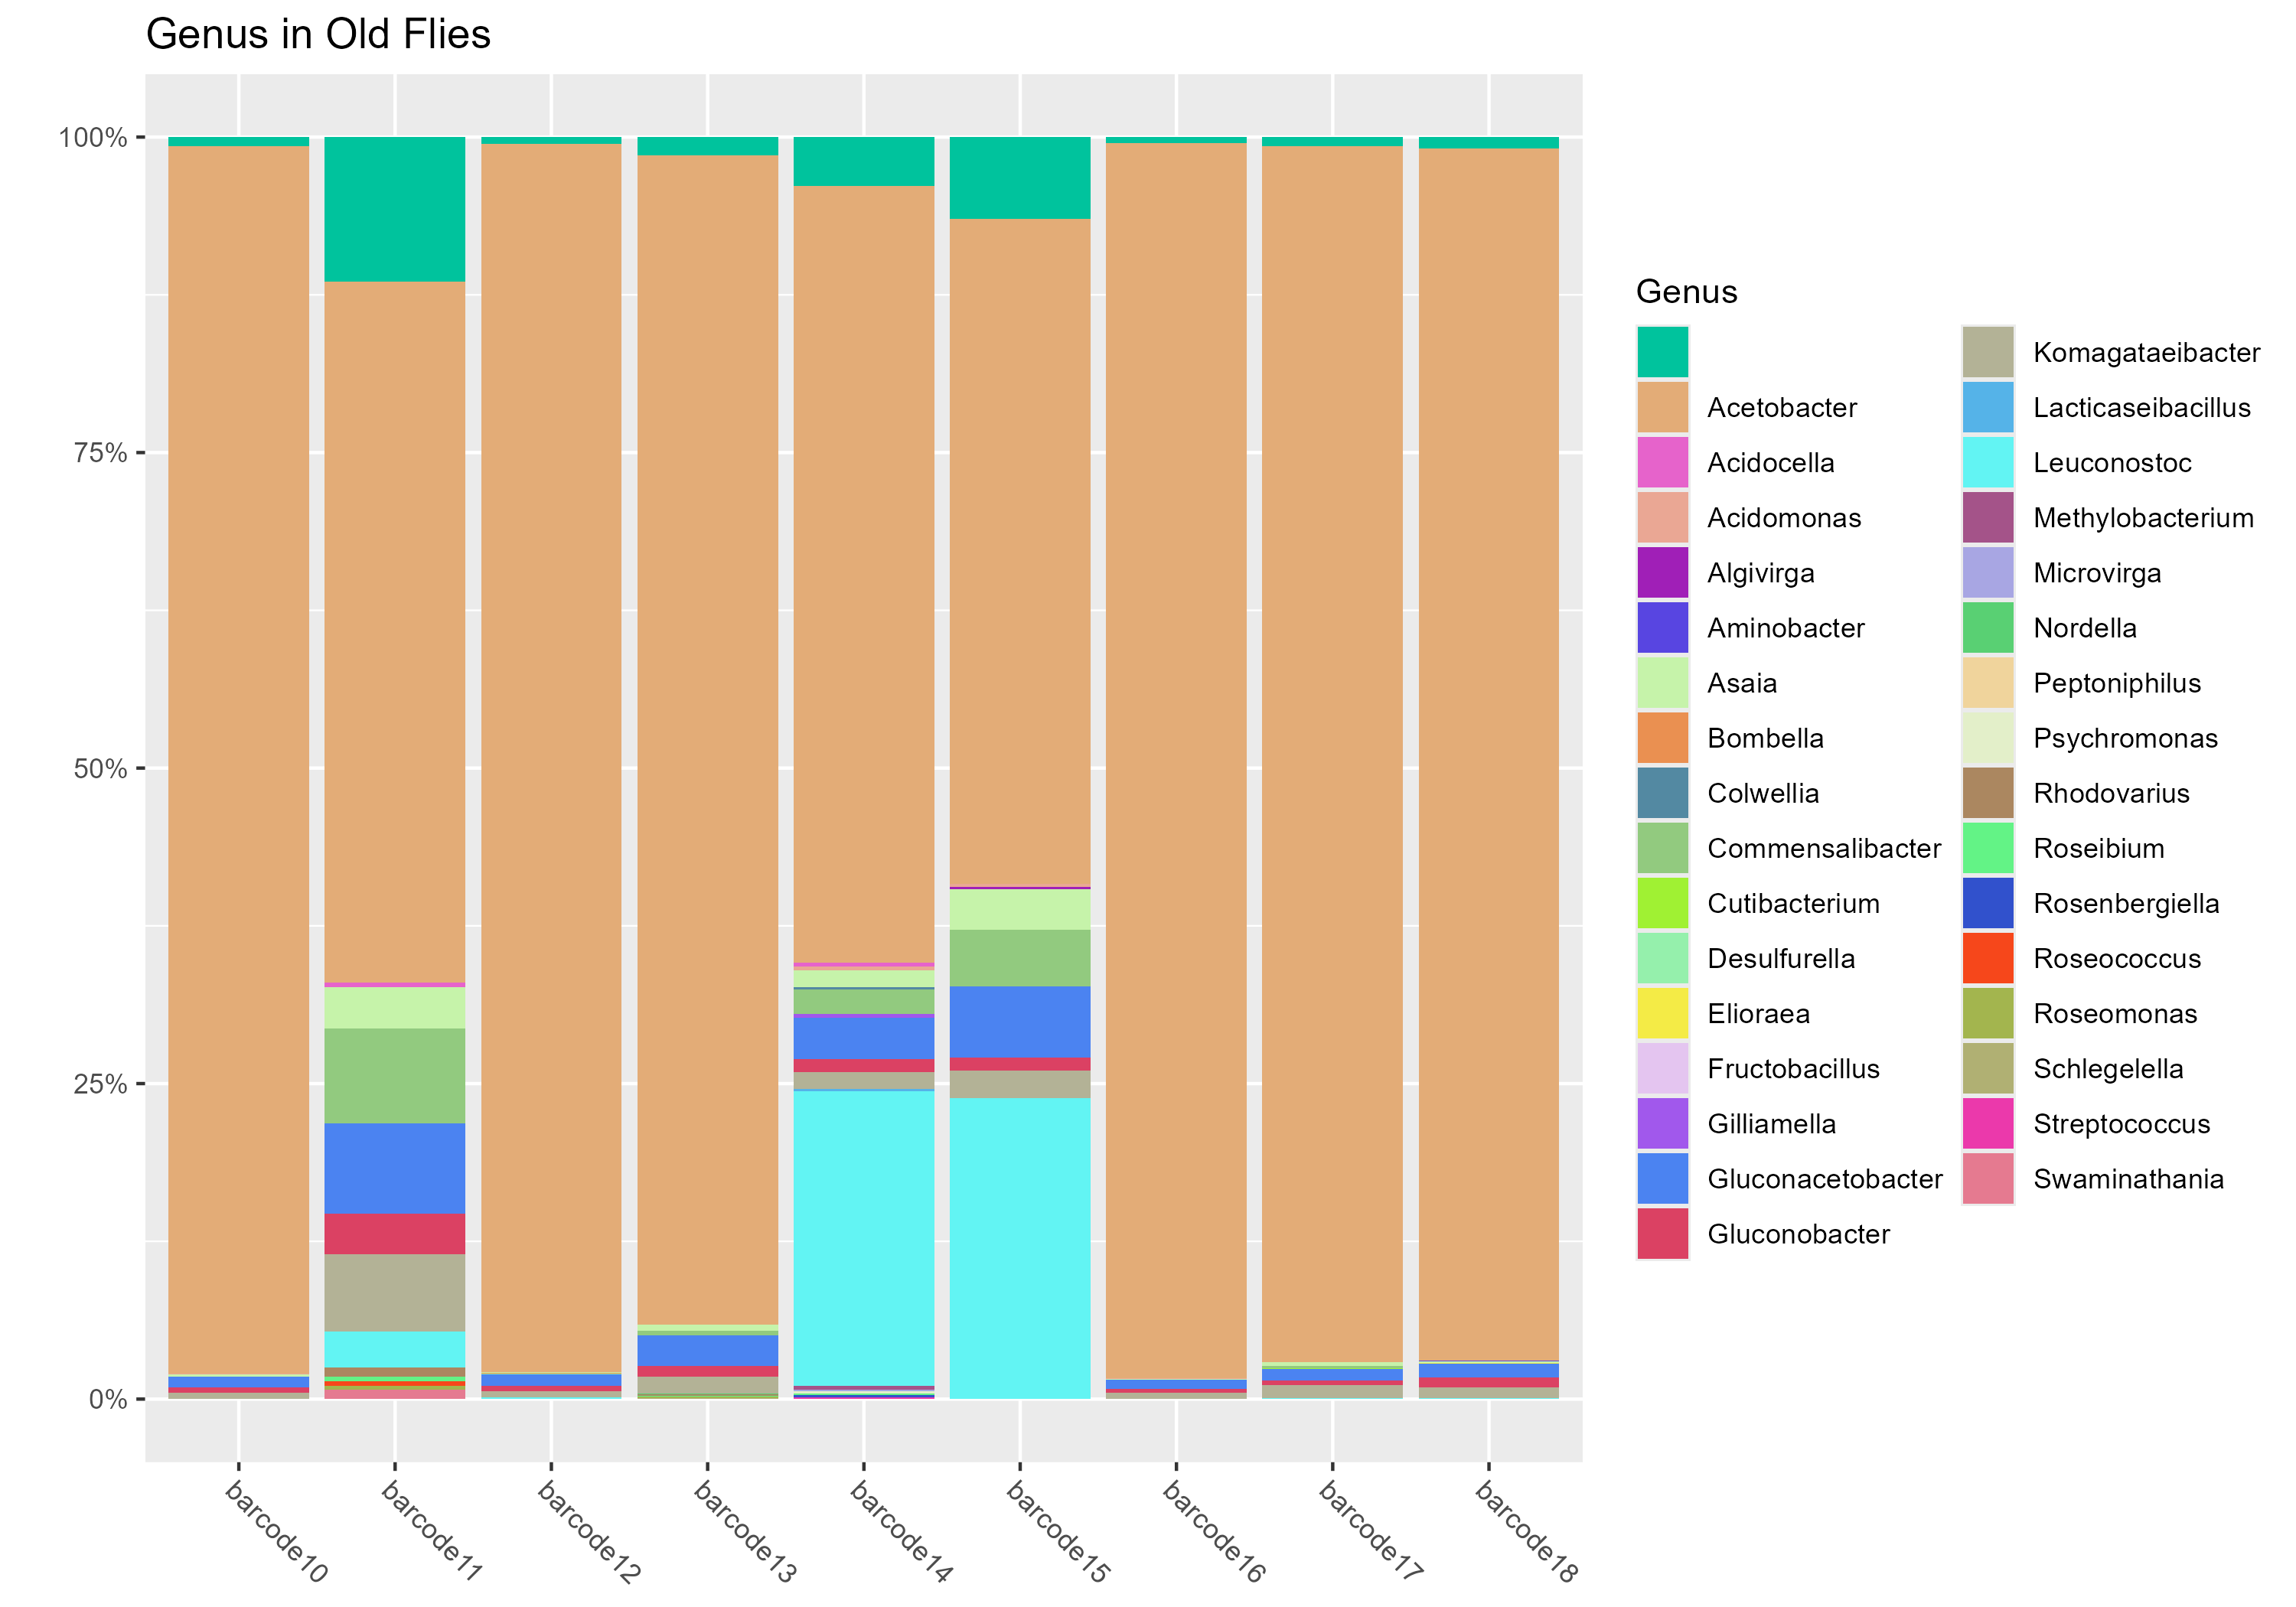 Genus in Old Flies
100%
75%
50%
25%
0%
barcode10
barcode11
barcode12
barcode13
barcode14
barcode15
barcode16
barcode17
barcode18
Genus
Acetobacter
Acidocella
Acidomonas
Algivirga
Aminobacter
Asaia
Bombella
Colwellia
Commensalibacter
Cutibacterium
Desulfurella
Elioraea
Fructobacillus
Gilliamella
Gluconacetobacter
Gluconobacter
Komagataeibacter
Lacticaseibacillus
Leuconostoc
Methylobacterium
Microvirga
Nordella
Peptoniphilus
Psychromonas
Rhodovarius
Roseibium
Rosenbergiella
Roseococcus
Roseomonas
Schlegelella
Streptococcus
Swaminathania